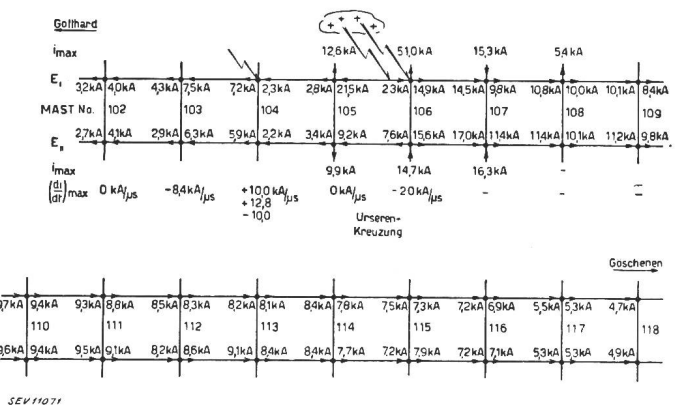 Gotthard
imax 12,6kA 51,0kA 15,3kA 5,4kA
EI 3,2kA 4,0kA 4,3kA 7,5kA 7,2kA 2,3kA 2,8kA 21,5kA 23kA 14,9kA 14,5kA 9,8kA 10,8kA 10,0kA 10,1kA 8,4kA
MAST No. 102 103 104 105 106 107 108 109
EII 2,7kA 4,1kA 2,9kA 6,3kA 5,9kA 2,2kA 3,4kA 9,2kA 7,6kA 15,6kA 17,0kA 11,4kA 11,4kA 10,1kA 11,2kA 9,8kA
imax 9,9kA 14,7kA 16,3kA - -
(di/dt)max 0 kA/µs -8,4kA/µs +10,0 kA/µs 0kA/µs -20kA/µs - - -
+12,8
-10,0
Urseren-
Kreuzung
Göschenen
9,7kA 9,4kA 9,3kA 8,8kA 8,5kA 8,3kA 8,2kA 8,1kA 8,4kA 7,8kA 7,5kA 7,3kA 7,2kA 6,9kA 5,5kA 5,3kA 4,7kA
110 111 112 113 114 115 116 117 118
9,6kA 9,4kA 9,5kA 9,1kA 8,2kA 8,6kA 9,1kA 8,4kA 8,4kA 7,7kA 7,2kA 7,9kA 7,2kA 7,1kA 5,3kA 5,3kA 4,9kA
SEV 11071